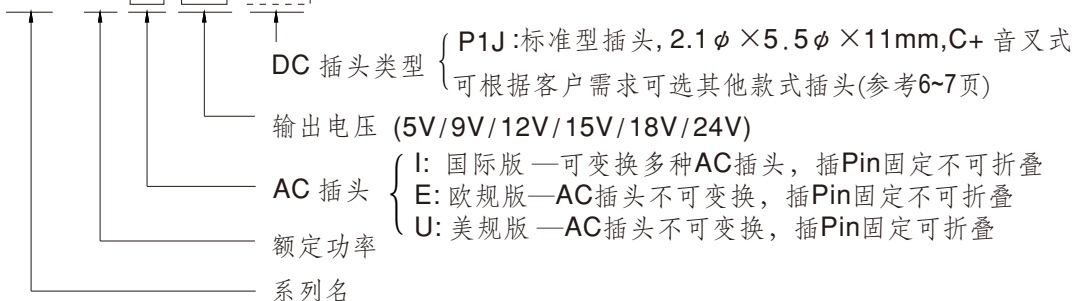 DC 插头类型
P1J :标准型插头, 2.1φ ×5.5φ ×11mm,C+ 音叉式
可根据客户需求可选其他款式插头(参考6~7页)
输出电压 (5V/9V/12V/15V/18V/24V)
AC 插头
I: 国际版 —可变换多种AC插头，插Pin固定不可折叠
E: 欧规版—AC插头不可变换，插Pin固定不可折叠
U: 美规版 —AC插头不可变换，插Pin固定可折叠
额定功率
系列名